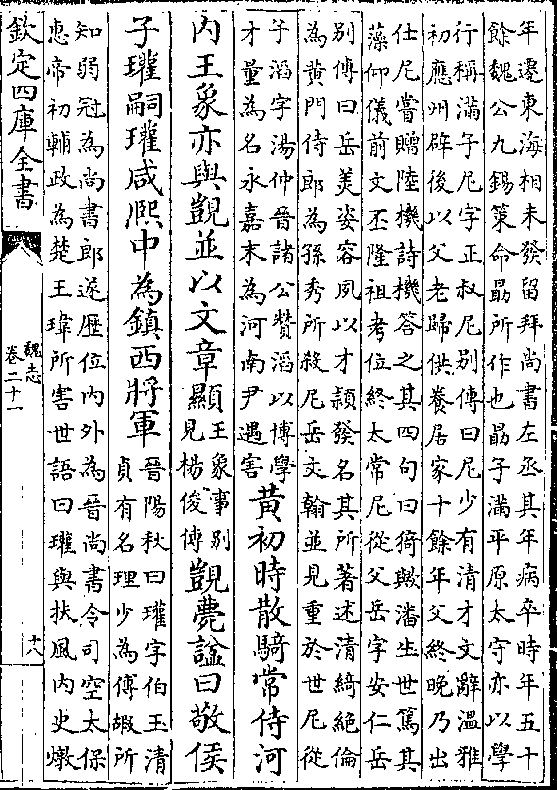 年遷東海相未發留拜尚書左丞其年病卒時年五十
餘魏公九錫策命勗所作也勗子滿平原太守亦以學
行稱滿子尼字正叔尼别傳曰尼少有清才文辭溫雅
初應州辟後以父老歸供養居家十餘年父終晚乃出
仕尼嘗贈陸機詩機答之其四句曰猗歟潘生世篤其
藻仰儀前文丕隆祖考位終太常尼從父岳字安仁岳
别傳曰岳美姿容夙以才頴發名其所著述清綺絕倫
為黄門侍郎為孫秀所殺尼岳文翰並見重於世尼從
子滔字湯仲晉諸公贊滔以博學
才量為名永嘉末為河南尹遇害
黄初時散騎常侍河
内王象亦與覬並以文章顯
王象事别
見楊俊傳
覬薨諡曰敬侯
子瓘嗣瓘咸熈中為鎮西將軍
晉陽秋曰瓘字伯玉清
貞有名理少為傅嘏所
知弱冠為尚書郎遂歴位内外為晉尚書令司空太保
惠帝初輔政為楚王瑋所害世語曰瓘與扶風内史燉
欽定四庫全書
魏志
卷二十一
十八